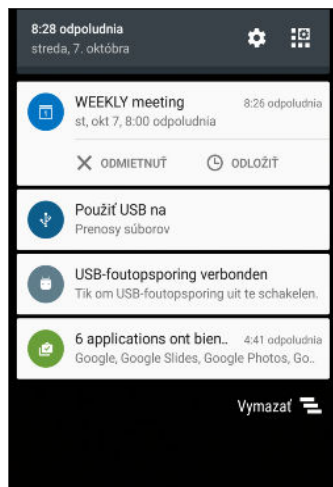 8:28 odpoludnia
streda, 7. októbra
WEEKLY meeting 8:26 odpoludnia
st, okt 7, 8:00 odpoludnia
ODMIETNUŤ ODLOŽIŤ
Použiť USB na
Prenosy súborov
USB-foutopsporing verbonden
Tik om USB-foutopsporing uit te schakelen.
6 applications ont bien.. 4:41 odpoludnia
Google, Google Slides, Google Photos, Go..
Vymazať